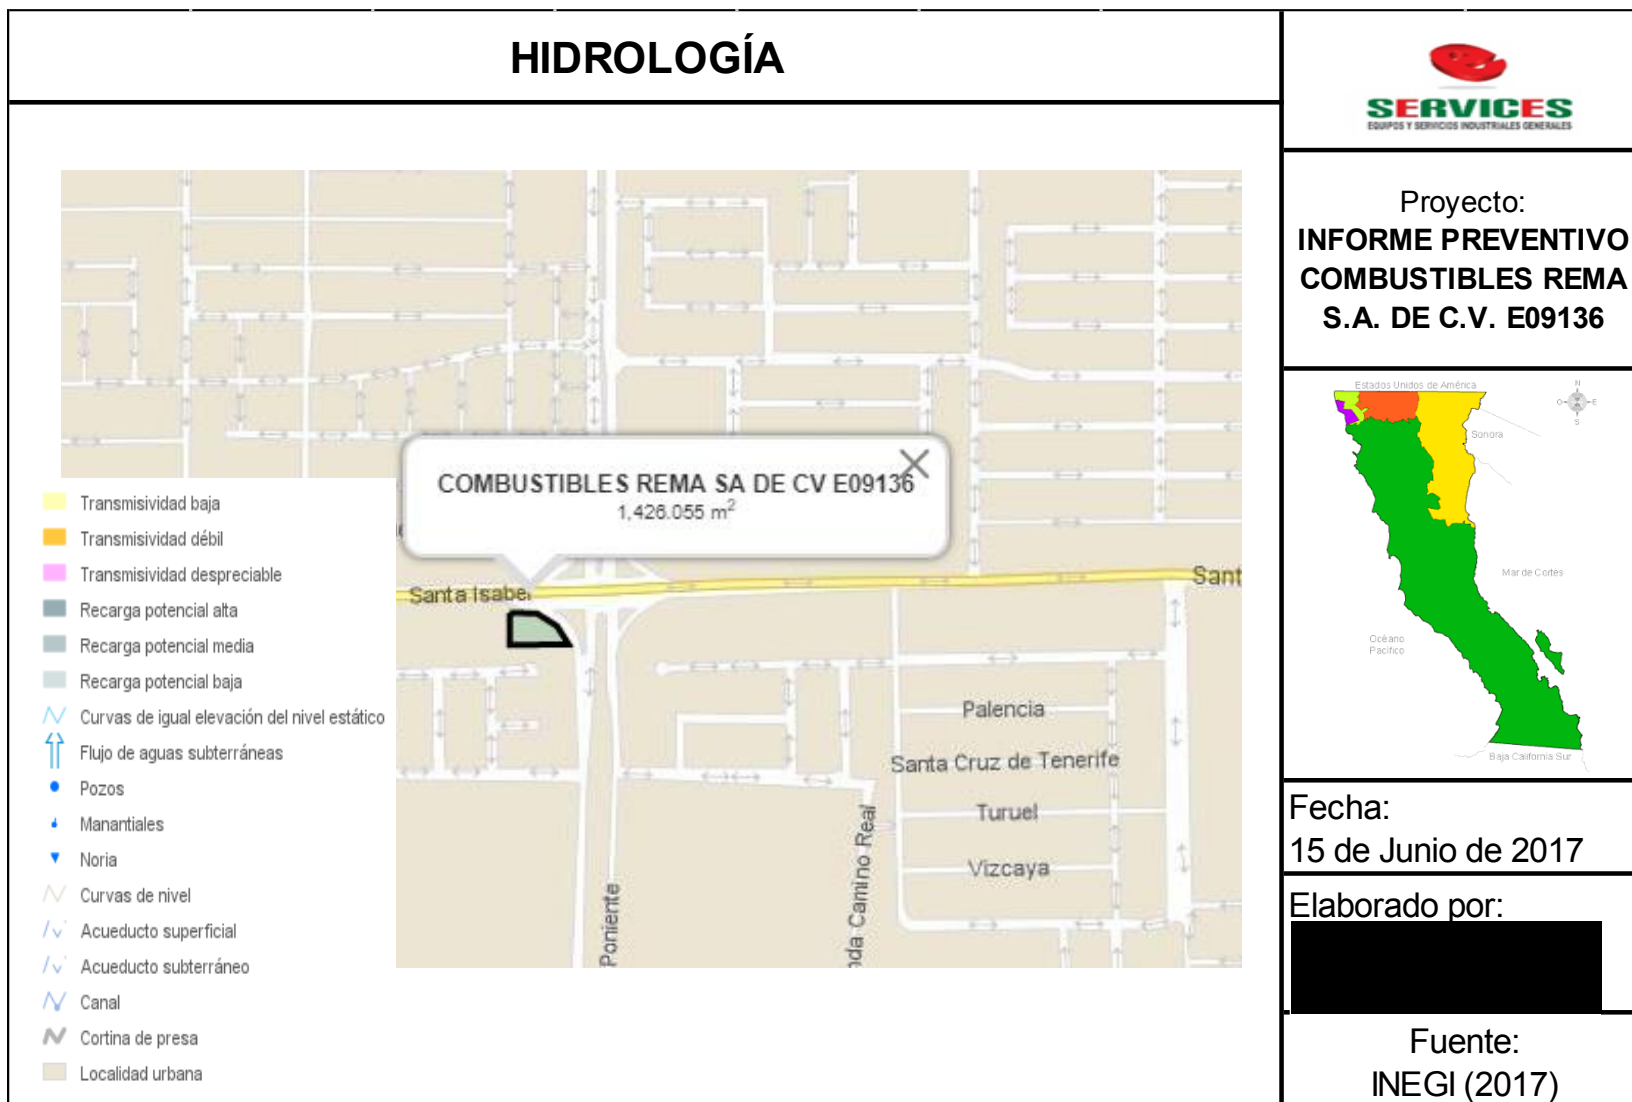 HIDROLOGÍA
SERVICES
EQUIPOS Y SERVICIOS INDUSTRIALES GENERALES
Proyecto:
INFORME PREVENTIVO
COMBUSTIBLES REMA
S.A. DE C.V. E09136
COMBUSTIBLES REMA SA DE CV E09136
1,426.055 m²
Santa Isabel
Sant
Palencia
Santa Cruz de Tenerife
Turuel
Vizcaya
Poniente
nda Camino Real
Transmisividad baja
Transmisividad débil
Transmisividad despreciable
Recarga potencial alta
Recarga potencial media
Recarga potencial baja
Curvas de igual elevación del nivel estático
Flujo de aguas subterráneas
Pozos
Manantiales
Noria
Curvas de nivel
Acueducto superficial
Acueducto subterráneo
Canal
Cortina de presa
Localidad urbana
Estados Unidos de América
N
O
E
S
Sonora
Mar de Cortés
Océano
Pacífico
Baja California Sur
Fecha:
15 de Junio de 2017
Elaborado por:
Fuente:
INEGI (2017)